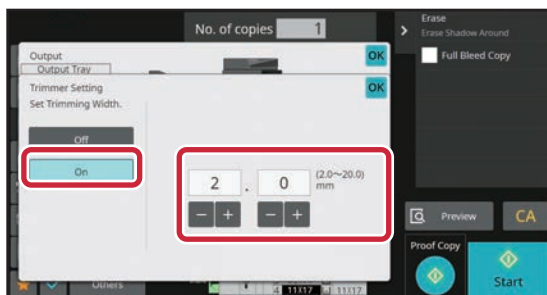 No. of copies 1
Erase
Erase Shadow Around
Full Bleed Copy
Output
OK
Output Tray
Trimmer Setting
OK
Set Trimming Width.
Off
On
2 . 0 (2.0～20.0)
mm
− + − +
Preview
CA
Proof Copy
Start
Others
4 11X17
11X17